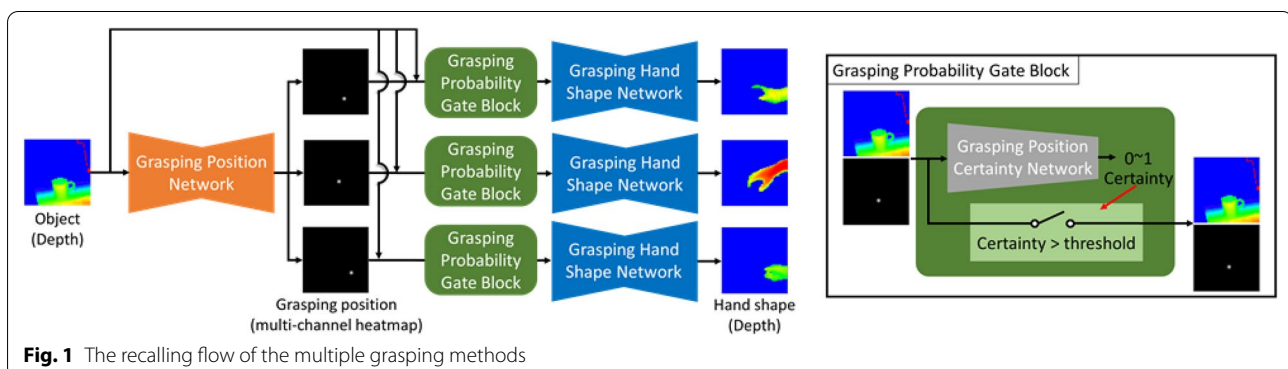 Object
(Depth)
Grasping Position
Network
Grasping position
(multi-channel heatmap)
Grasping
Probability
Gate Block
Grasping Hand
Shape Network
Grasping
Probability
Gate Block
Grasping Hand
Shape Network
Grasping
Probability
Gate Block
Grasping Hand
Shape Network
Hand shape
(Depth)
Grasping Probability Gate Block
Grasping Position
Certainty Network
0~1
Certainty
Certainty > threshold
Fig. 1 The recalling flow of the multiple grasping methods